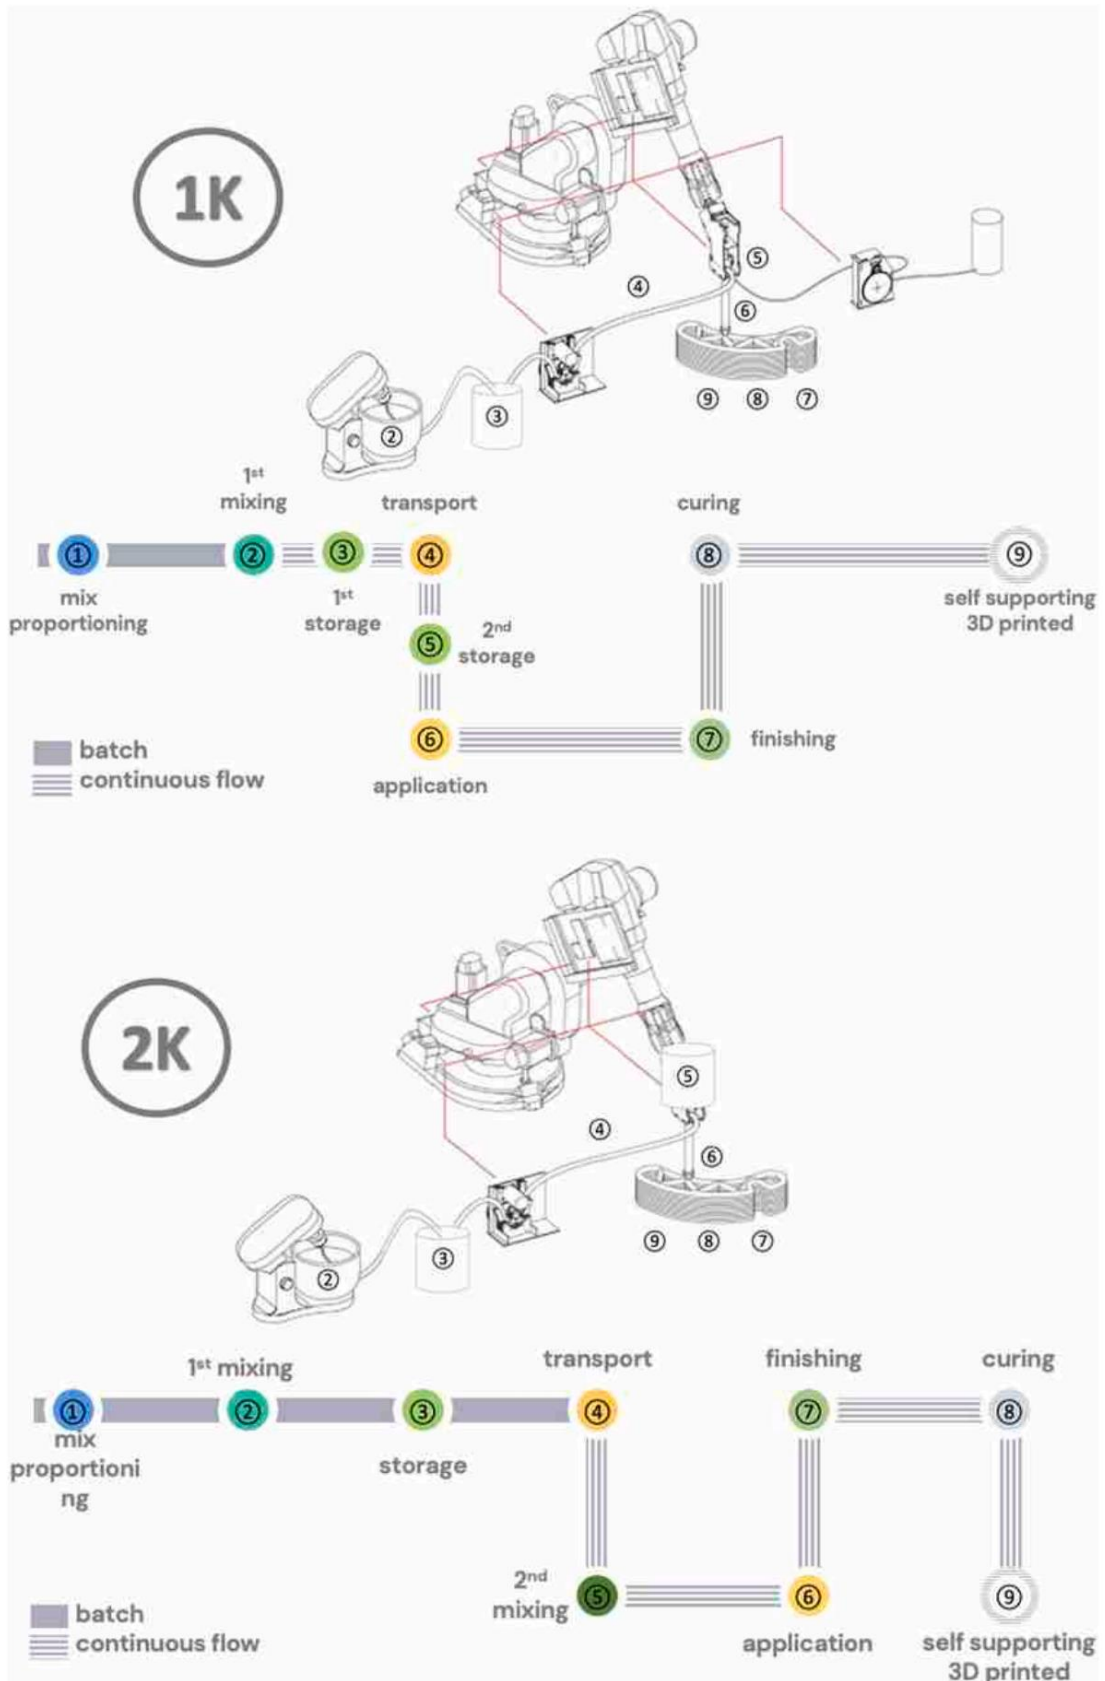 1K
⑤
④
⑥
⑨ ⑧ ⑦
③
②
1st
mixing
transport
curing
① ② ③ ④ ⑧ ⑨
mix
proportioning
1st
storage
self supporting
3D printed
⑤
2nd
storage
⑥ ⑦
finishing
application
batch
continuous flow
2K
⑤
④
⑥
⑨ ⑧ ⑦
③
②
1st mixing
transport
finishing
curing
① ② ③ ④ ⑦ ⑧
mix
proportioni
ng
storage
2nd
mixing
⑤ ⑥ ⑨
application
self supporting
3D printed
batch
continuous flow